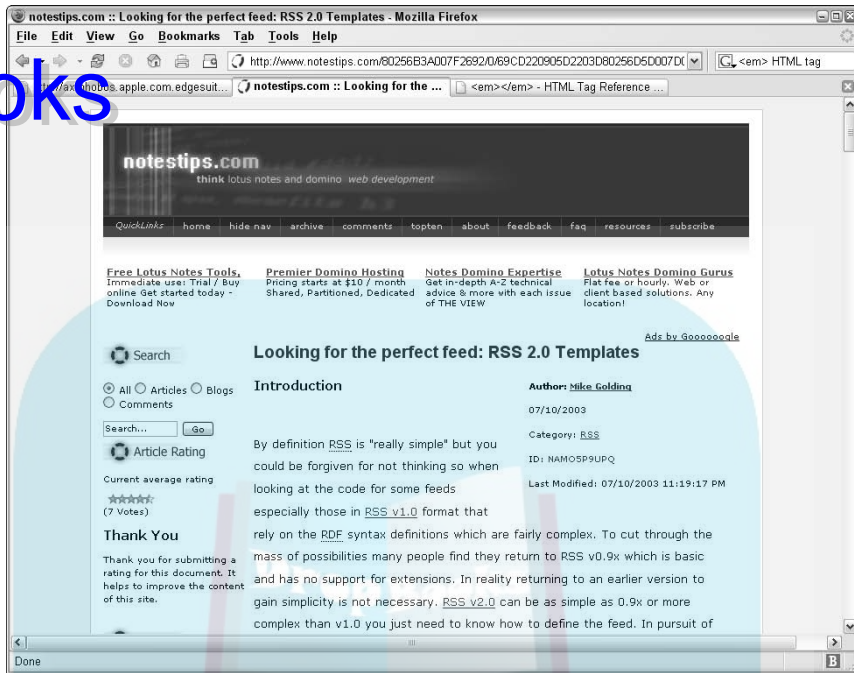 notestips.com :: Looking for the perfect feed: RSS 2.0 Templates - Mozilla Firefox
File Edit View Go Bookmarks Tab Tools Help
http://www.notestips.com/80256B3A007F2692/0/69CD220905D2203D80256D5D007D(
<em> HTML tag
oks
notestips.com :: Looking for the ...
<em></em> - HTML Tag Reference ...
notestips.com
think lotus notes and domino web development
QuickLinks home hide nav archive comments topten about feedback faq resources subscribe
Free Lotus Notes Tools,
Immediate use: Trial / Buy
online Get started today -
Download Now
Premier Domino Hosting
Pricing starts at $10 / month
Shared, Partitioned, Dedicated
Notes Domino Expertise
Get in-depth A-Z technical
advice & more with each issue
of THE VIEW
Lotus Notes Domino Gurus
Flat fee or hourly. Web or
client based solutions. Any
location!
Ads by Goooooogle
Search
All Articles Blogs
Comments
Search... Go
Article Rating
Current average rating
(7 Votes)
Thank You
Thank you for submitting a
rating for this document. It
helps to improve the content
of this site.
Looking for the perfect feed: RSS 2.0 Templates
Introduction
Author: Mike Golding
07/10/2003
Category: RSS
ID: NAMO5P9UPQ
Last Modified: 07/10/2003 11:19:17 PM
By definition RSS is "really simple" but you
could be forgiven for not thinking so when
looking at the code for some feeds
especially those in RSS v1.0 format that
rely on the RDF syntax definitions which are fairly complex. To cut through the
mass of possibilities many people find they return to RSS v0.9x which is basic
and has no support for extensions. In reality returning to an earlier version to
gain simplicity is not necessary. RSS v2.0 can be as simple as 0.9x or more
complex than v1.0 you just need to know how to define the feed. In pursuit of
Done